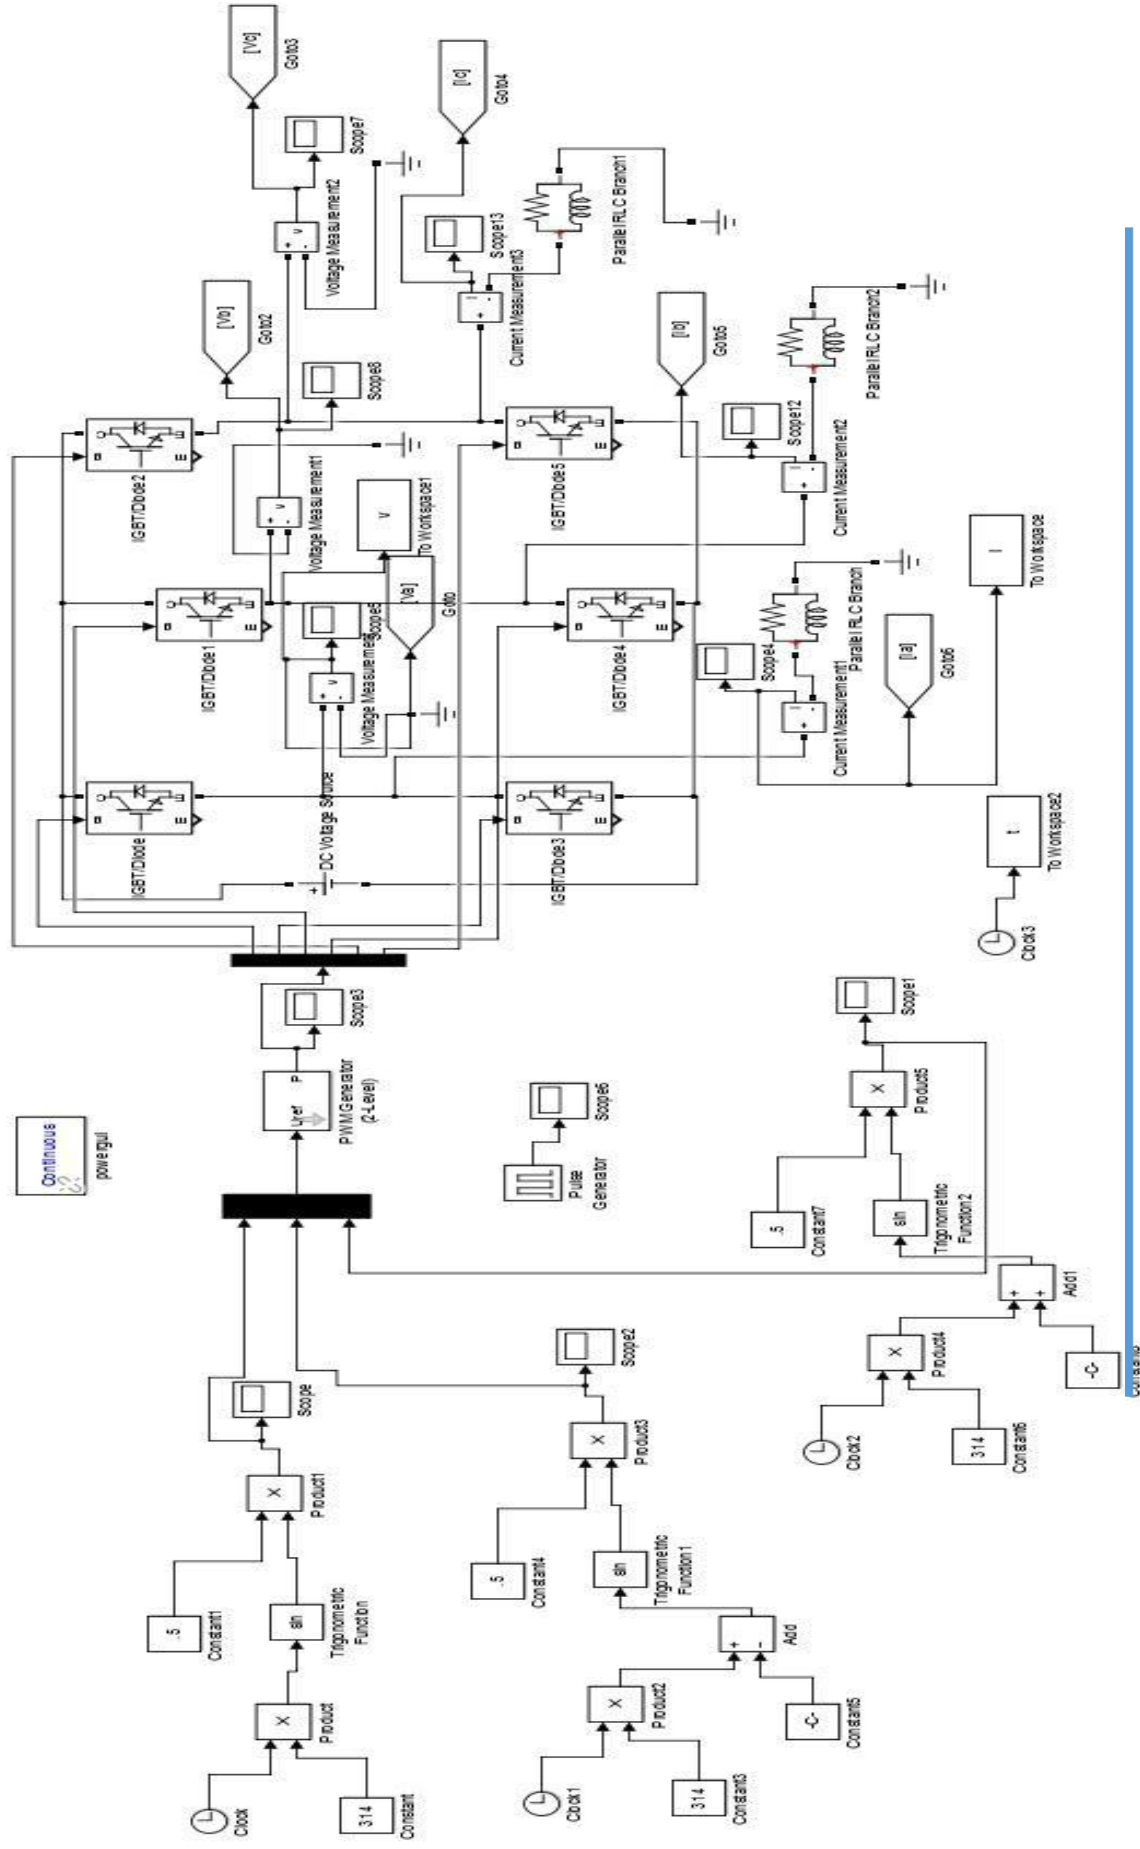 Continuous
powergui
G
C
E
IGBT/Diode
G
C
E
IGBT/Diode1
G
C
E
IGBT/Diode2
Clock
314
Constant
X
Product
sin
Trigonometric
Function
.5
Constant1
X
Product1
Scope
Uref
P
PWM Generator
(2-Level)
Scope3
DC Voltage Source
+
v
-
Voltage Measurement
Scope5
[Va]
Goto
v
To Workspace1
+
v
-
Voltage Measurement1
Scope8
[Vb]
Goto2
+
v
-
Voltage Measurement2
Scope7
[Vc]
Goto3
Clock1
314
Constant3
X
Product2
-C-
Constant5
+
-
Add
sin
Trigonometric
Function1
.5
Constant4
X
Product3
Scope2
Pulse
Generator
Scope6
G
C
E
IGBT/Diode3
G
C
E
IGBT/Diode4
G
C
E
IGBT/Diode5
+
i
-
Current Measurement3
Scope13
[Ic]
Goto4
Parallel RLC Branch1
[Ib]
Goto5
Scope12
+
i
-
Current Measurement2
Parallel RLC Branch2
Scope4
+
i
-
Current Measurement1
Parallel RLC Branch
[Ia]
Goto6
I
To Workspace
Clock2
314
Constant6
X
Product4
-C-
+
+
Add1
sin
Trigonometric
Function2
.5
Constant7
X
Product5
Scope1
Clock3
t
To Workspace2